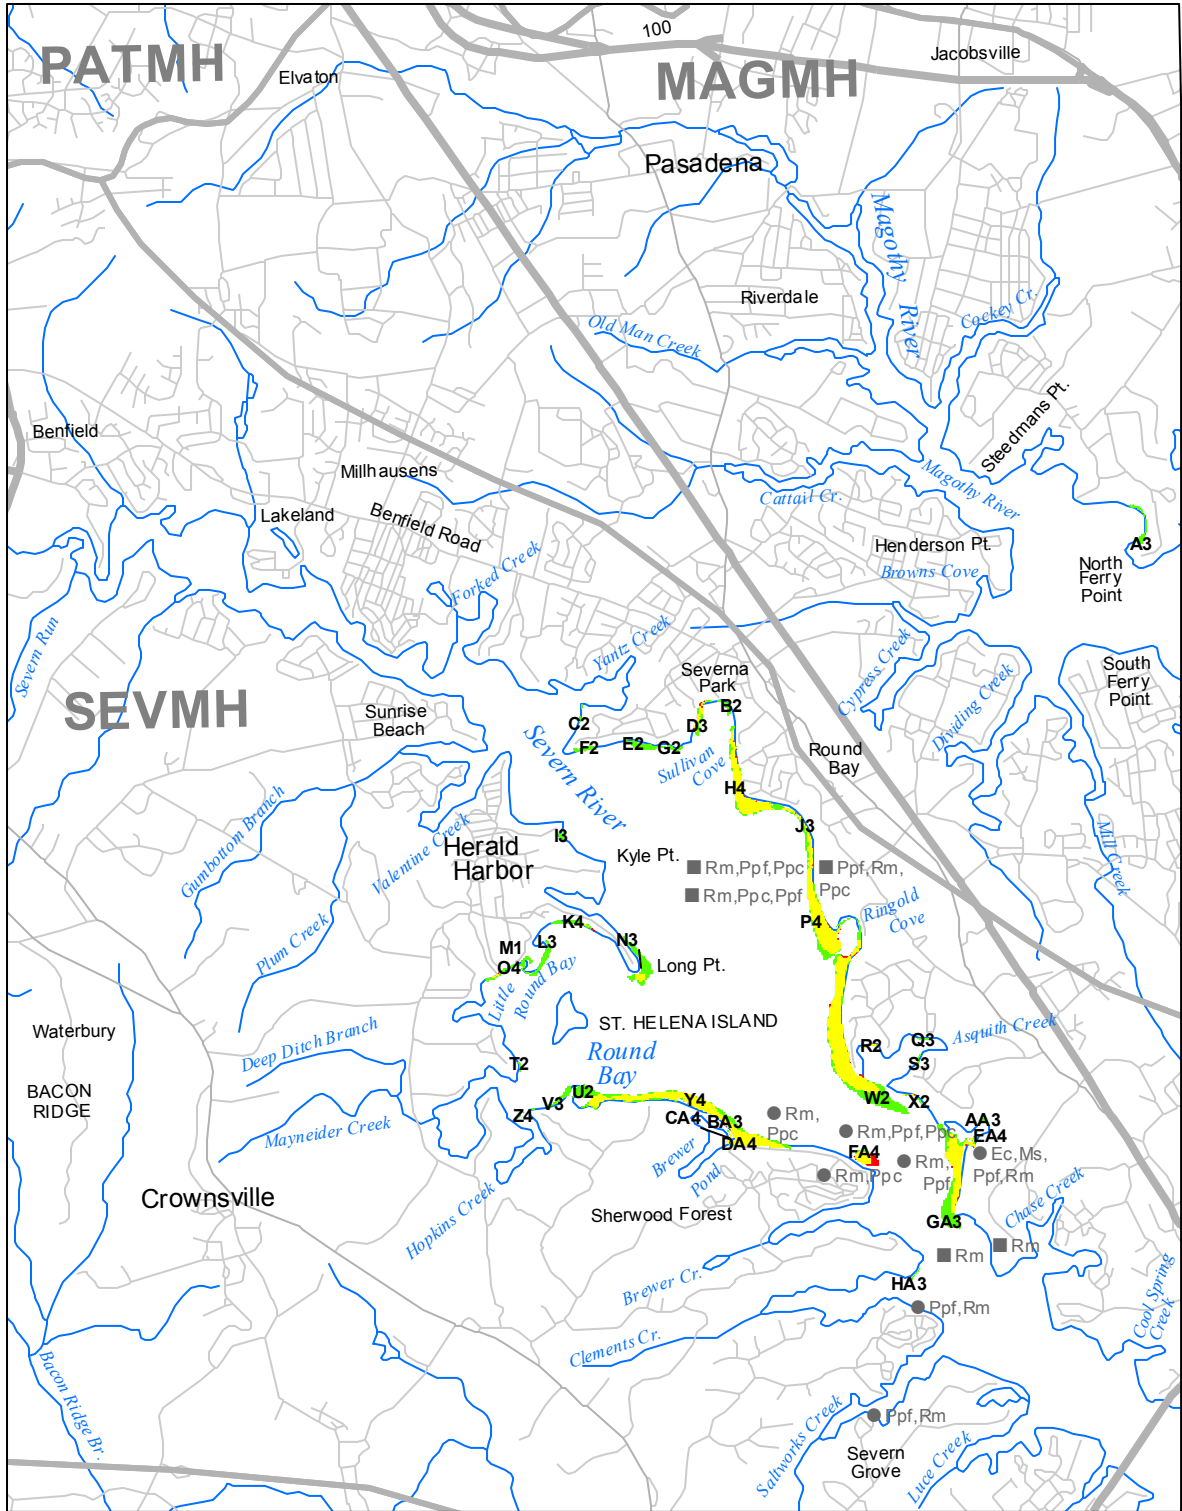 100
Jacobsville
PATMH
Elvaton
MAGMH
Pasadena
Magothy
River
Riverdale
Cockey Cr.
Old Man Creek
Steedmans Pt.
Benfield
Millhausens
Magothy River
Cattail Cr.
Lakeland
Benfield Road
Henderson Pt.
A3
Browns Cove
North
Ferry
Point
Forked Creek
Severn Run
Yantz Creek
Cypress Creek
Severna
Park
South
Ferry
Point
SEVMH
Sunrise
Beach
B2
C2
D3
Dividing Creek
F2
E2
G2
Severn River
Sullivan
Cove
Round
Bay
H4
Gumbottom Branch
Valentine Creek
I3
J3
Mill Creek
Herald
Harbor
Kyle Pt.
Rm,Ppf,Ppc
Ppf,Rm,
Ppc
Rm,Ppc,Ppf
Ringold
Cove
Plum Creek
K4
P4
M1
L3
N3
O4
Long Pt.
Little
Round Bay
Waterbury
ST. HELENA ISLAND
Asquith Creek
Deep Ditch Branch
Round
Bay
R2
Q3
S3
T2
BACON
RIDGE
U2
V3
Z4
Y4
W2
X2
CA4
BA3
Rm,
Ppc
AA3
Mayneider Creek
DA4
Rm,Ppf,Ppc
EA4
Brewer
Pond
FA4
Rm,
Ppf
Ec,Ms,
Ppf,Rm
Rm,Ppc
Crownsville
Hopkins Creek
Sherwood Forest
GA3
Chase Creek
Rm
Rm
Brewer Cr.
HA3
Cool Spring
Creek
Ppf,Rm
Clements Cr.
Bacon Ridge Br.
Saltworks Creek
Ppf,Rm
Severn
Grove
Luce Creek